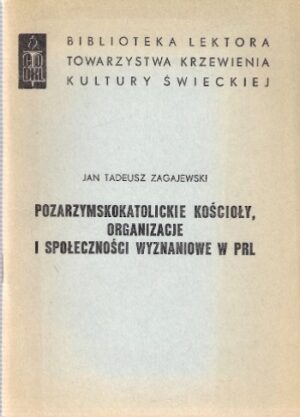 BIBLIOTEKA LEKTORA
TOWARZYSTWA KRZEWIENIA
KULTURY ŚWIECKIEJ
JAN TADEUSZ ZAGAJEWSKI
POZARZYMSKOKATOLICKIE KOŚCIOŁY,
ORGANIZACJE
I SPOŁECZNOŚCI WYZNANIOWE W PRL